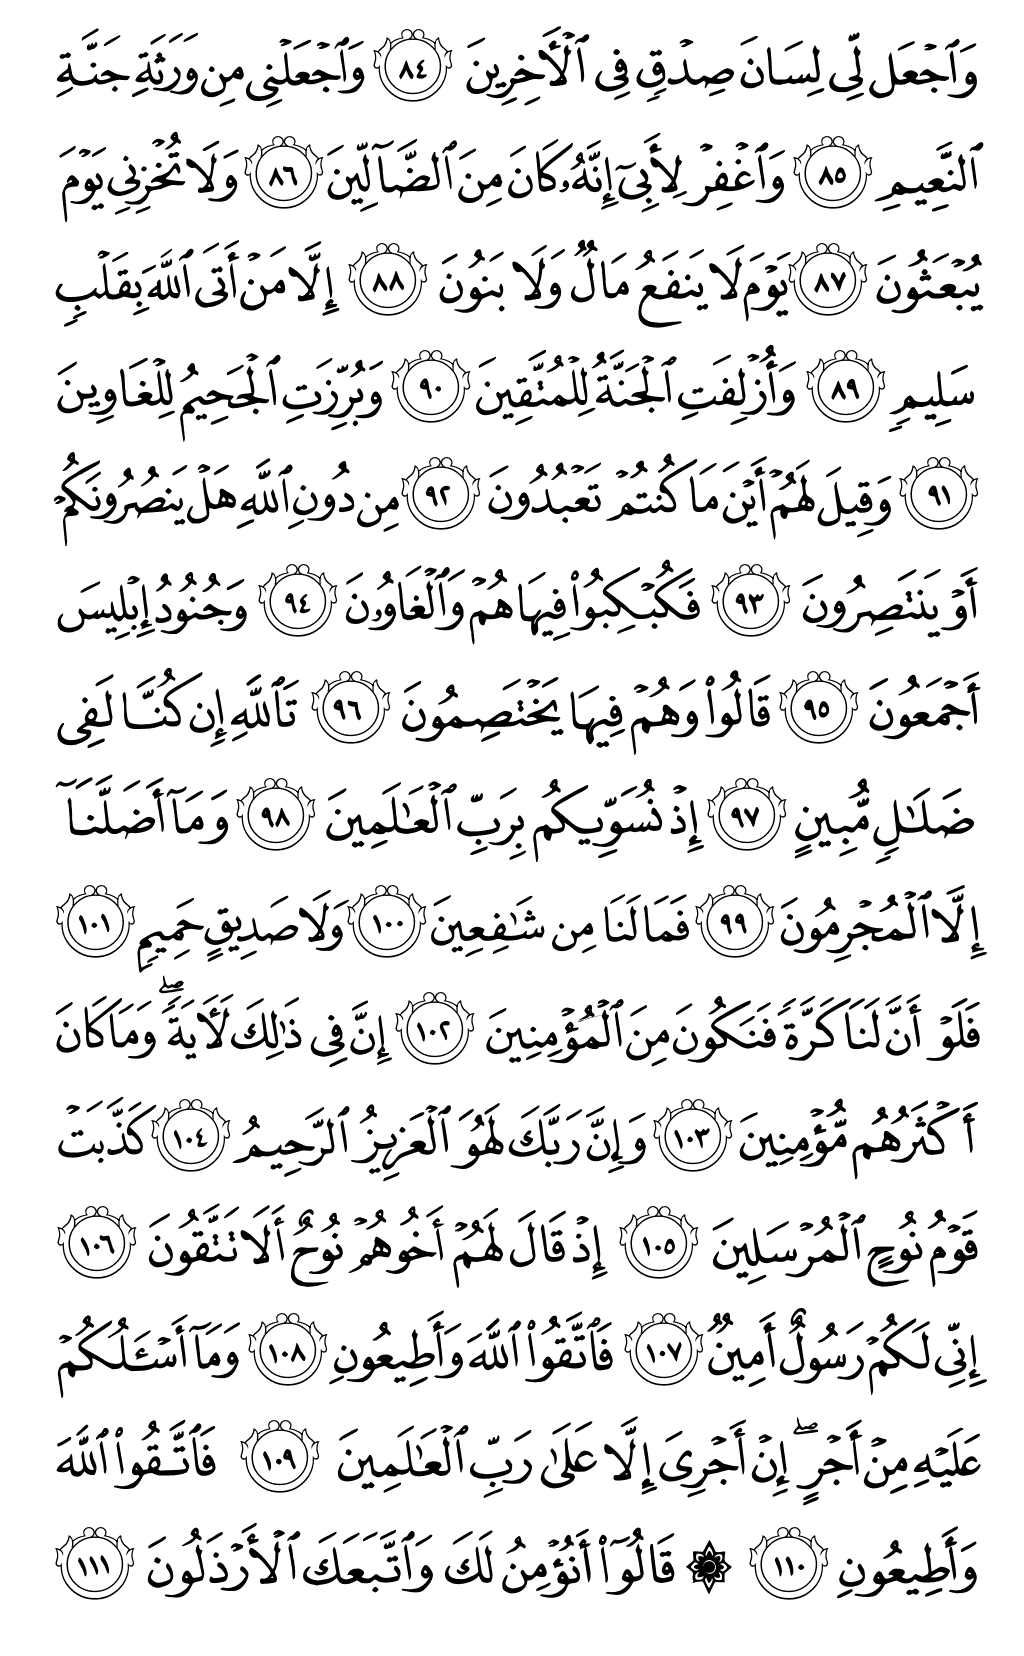 وَٱجْعَل لِّى لِسَانَ صِدْقٍ فِى ٱلْـَٔاخِرِينَ ٨٤ وَٱجْعَلْنِى مِن وَرَثَةِ جَنَّةِ
ٱلنَّعِيمِ ٨٥ وَٱغْفِرْ لِأَبِىٓ إِنَّهُۥ كَانَ مِنَ ٱلضَّآلِّينَ ٨٦ وَلَا تُخْزِنِى يَوْمَ
يُبْعَثُونَ ٨٧ يَوْمَ لَا يَنفَعُ مَالٌ وَلَا بَنُونَ ٨٨ إِلَّا مَنْ أَتَى ٱللَّهَ بِقَلْبٍ
سَلِيمٍ ٨٩ وَأُزْلِفَتِ ٱلْجَنَّةُ لِلْمُتَّقِينَ ٩٠ وَبُرِّزَتِ ٱلْجَحِيمُ لِلْغَاوِينَ
٩١ وَقِيلَ لَهُمْ أَيْنَ مَا كُنتُمْ تَعْبُدُونَ ٩٢ مِن دُونِ ٱللَّهِ هَلْ يَنصُرُونَكُمْ
أَوْ يَنتَصِرُونَ ٩٣ فَكُبْكِبُوا۟ فِيهَا هُمْ وَٱلْغَاوُۥنَ ٩٤ وَجُنُودُ إِبْلِيسَ
أَجْمَعُونَ ٩٥ قَالُوا۟ وَهُمْ فِيهَا يَخْتَصِمُونَ ٩٦ تَٱللَّهِ إِن كُنَّا لَفِى
ضَلَـٰلٍ مُّبِينٍ ٩٧ إِذْ نُسَوِّيكُم بِرَبِّ ٱلْعَـٰلَمِينَ ٩٨ وَمَآ أَضَلَّنَآ
إِلَّا ٱلْمُجْرِمُونَ ٩٩ فَمَا لَنَا مِن شَـٰفِعِينَ ١٠٠ وَلَا صَدِيقٍ حَمِيمٍ ١٠١
فَلَوْ أَنَّ لَنَا كَرَّةً فَنَكُونَ مِنَ ٱلْمُؤْمِنِينَ ١٠٢ إِنَّ فِى ذَٰلِكَ لَـَٔايَةً ۖ وَمَا كَانَ
أَكْثَرُهُم مُّؤْمِنِينَ ١٠٣ وَإِنَّ رَبَّكَ لَهُوَ ٱلْعَزِيزُ ٱلرَّحِيمُ ١٠٤ كَذَّبَتْ
قَوْمُ نُوحٍ ٱلْمُرْسَلِينَ ١٠٥ إِذْ قَالَ لَهُمْ أَخُوهُمْ نُوحٌ أَلَا تَتَّقُونَ ١٠٦
إِنِّى لَكُمْ رَسُولٌ أَمِينٌ ١٠٧ فَٱتَّقُوا۟ ٱللَّهَ وَأَطِيعُونِ ١٠٨ وَمَآ أَسْـَٔلُكُمْ
عَلَيْهِ مِنْ أَجْرٍ ۖ إِنْ أَجْرِىَ إِلَّا عَلَىٰ رَبِّ ٱلْعَـٰلَمِينَ ١٠٩ فَٱتَّقُوا۟ ٱللَّهَ
وَأَطِيعُونِ ١١٠ ۞ قَالُوٓا۟ أَنُؤْمِنُ لَكَ وَٱتَّبَعَكَ ٱلْأَرْذَلُونَ ١١١